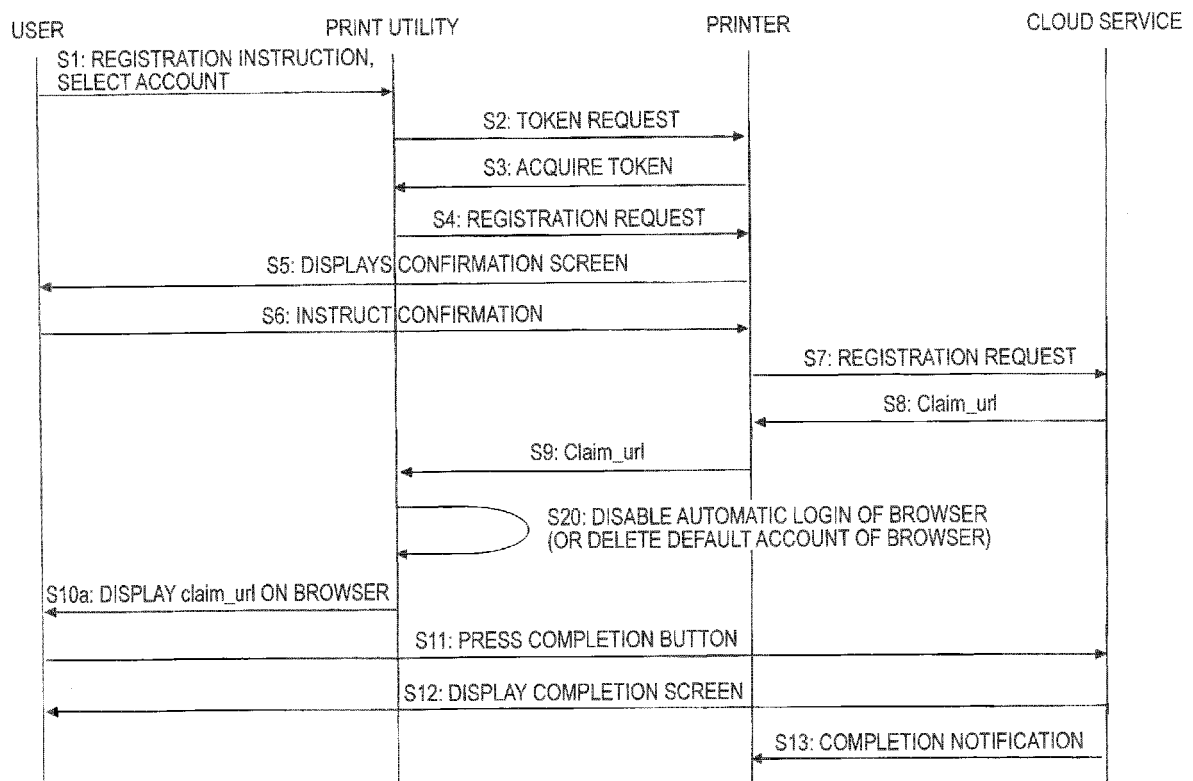 USER
PRINT UTILITY
PRINTER
CLOUD SERVICE
S1: REGISTRATION INSTRUCTION,
SELECT ACCOUNT
S2: TOKEN REQUEST
S3: ACQUIRE TOKEN
S4: REGISTRATION REQUEST
S5: DISPLAYS CONFIRMATION SCREEN
S6: INSTRUCT CONFIRMATION
S7: REGISTRATION REQUEST
S8: Claim_url
S9: Claim_url
S20: DISABLE AUTOMATIC LOGIN OF BROWSER
(OR DELETE DEFAULT ACCOUNT OF BROWSER)
S10a: DISPLAY claim_url ON BROWSER
S11: PRESS COMPLETION BUTTON
S12: DISPLAY COMPLETION SCREEN
S13: COMPLETION NOTIFICATION